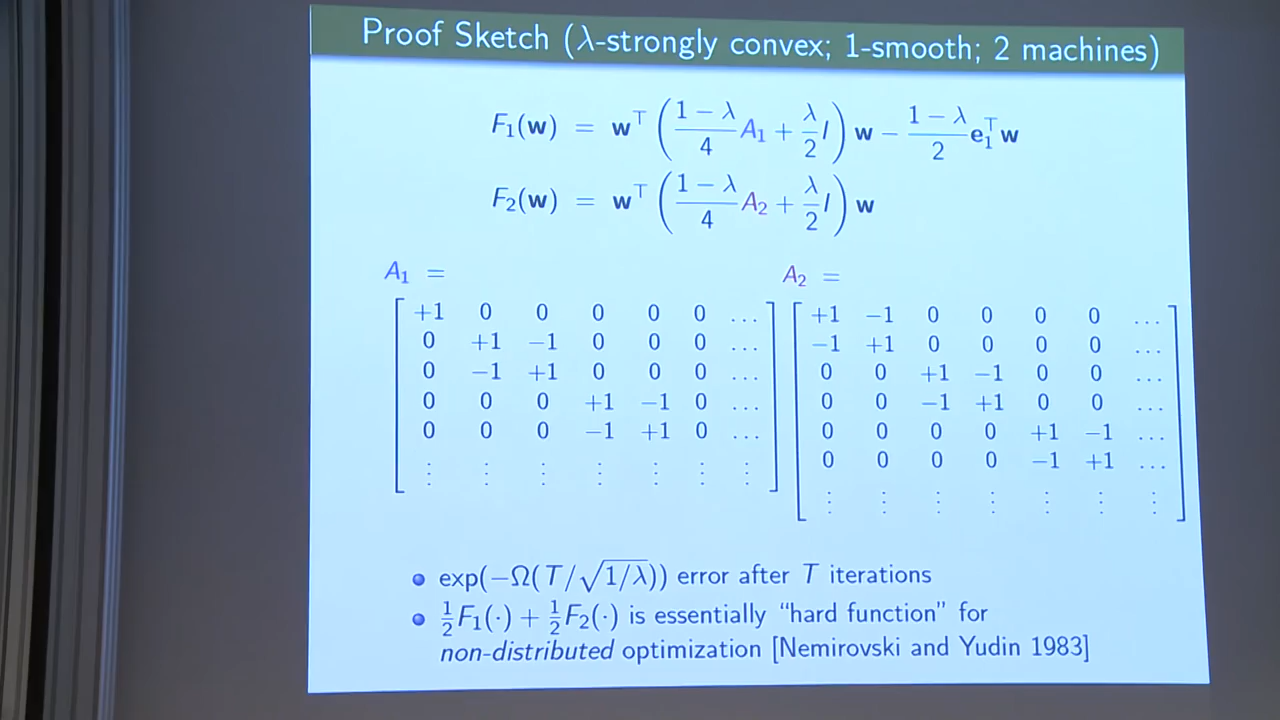 Proof Sketch (λ-strongly convex; 1-smooth; 2 machines)
F₁(w) = wᵀ ( (1 − λ)/4 A₁ + λ/2 I ) w − (1 − λ)/2 e₁ᵀ w
F₂(w) = wᵀ ( (1 − λ)/4 A₂ + λ/2 I ) w
A₁ =
[ +1 0 0 0 0 0 …
0 +1 −1 0 0 0 …
0 −1 +1 0 0 0 …
0 0 0 +1 −1 0 …
0 0 0 −1 +1 0 …
⋮ ⋮ ⋮ ⋮ ⋮ ⋮ ⋮ ]
A₂ =
[ +1 −1 0 0 0 0 …
−1 +1 0 0 0 0 …
0 0 +1 −1 0 0 …
0 0 −1 +1 0 0 …
0 0 0 0 +1 −1 …
0 0 0 0 −1 +1 …
⋮ ⋮ ⋮ ⋮ ⋮ ⋮ ⋮ ]
• exp(−Ω(T/√(1/λ))) error after T iterations
• ½F₁(·) + ½F₂(·) is essentially “hard function” for
non-distributed optimization [Nemirovski and Yudin 1983]